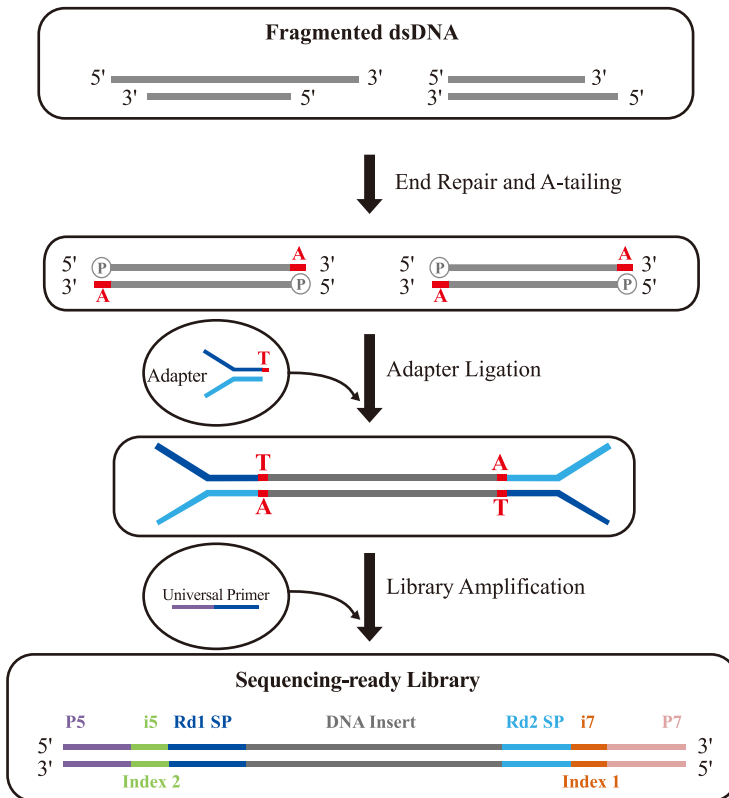 Fragmented dsDNA
5' 3' 5' 3'
3' 5' 3' 5'
End Repair and A-tailing
A A
5' P 3' 5' P 3'
3' P 5' 3' P 5'
A A
Adapter T
Adapter Ligation
T A
A T
Universal Primer
Library Amplification
Sequencing-ready Library
P5 i5 Rd1 SP DNA Insert Rd2 SP i7 P7
5' 3'
3' 5'
Index 2 Index 1